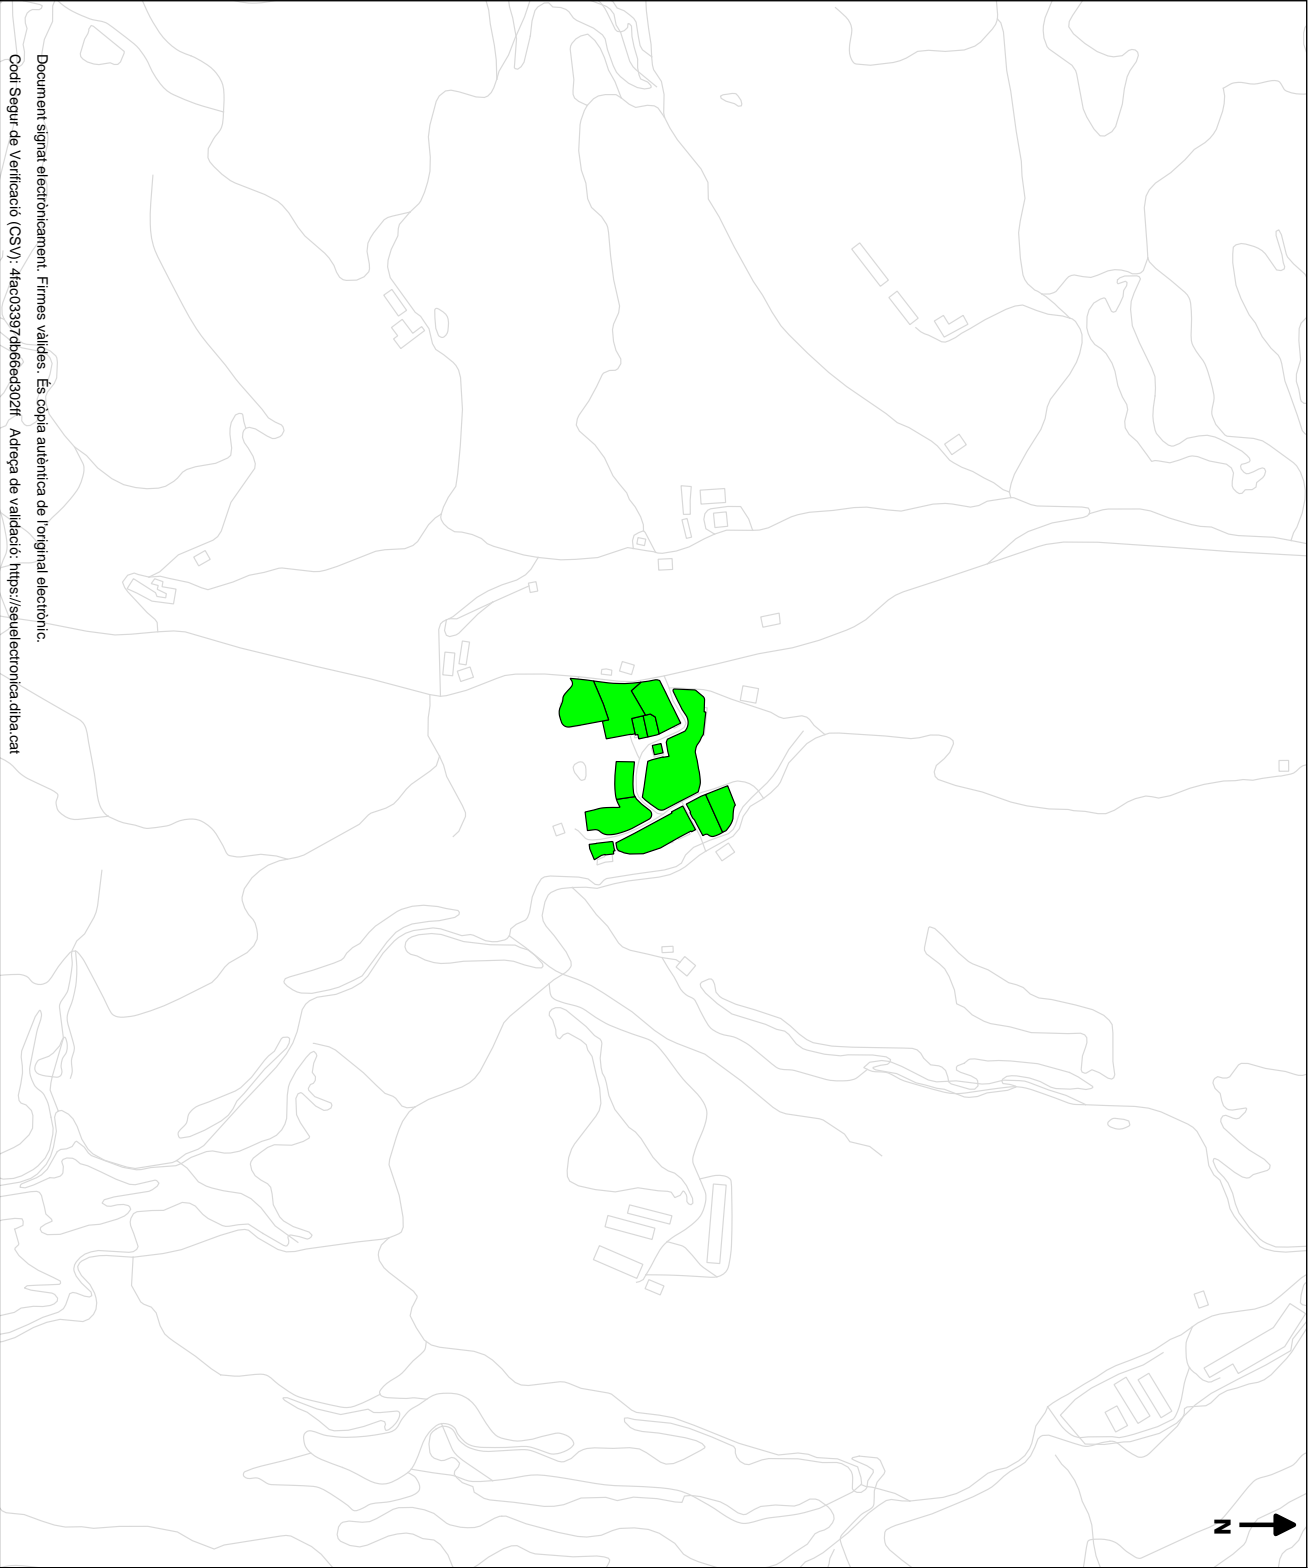 Document signat electrònicament. Firmes vàlides. És còpia autèntica de l'original electrònic.
Codi Segur de Verificació (CSV): 4fac03397db66ed302ff Adreça de validació: https://seuelectronica.diba.cat
N